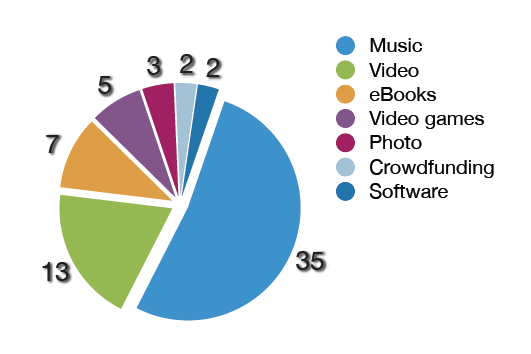 Music
Video
eBooks
Video games
Photo
Crowdfunding
Software
2
2
3
5
7
13
35